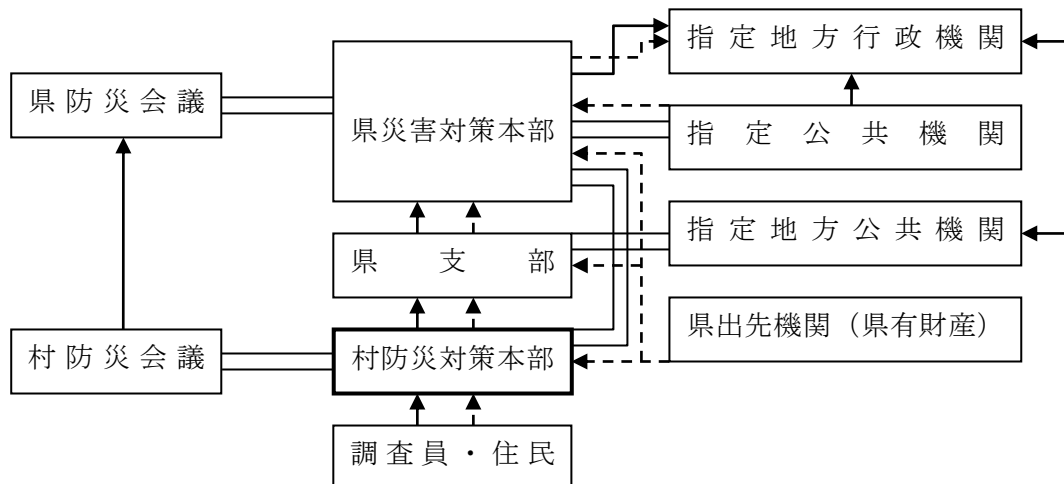 指定地方行政機関
県防災会議
県災害対策本部
指定公共機関
指定地方公共機関
県支部
県出先機関（県有財産）
村防災会議
村防災対策本部
調査員・住民